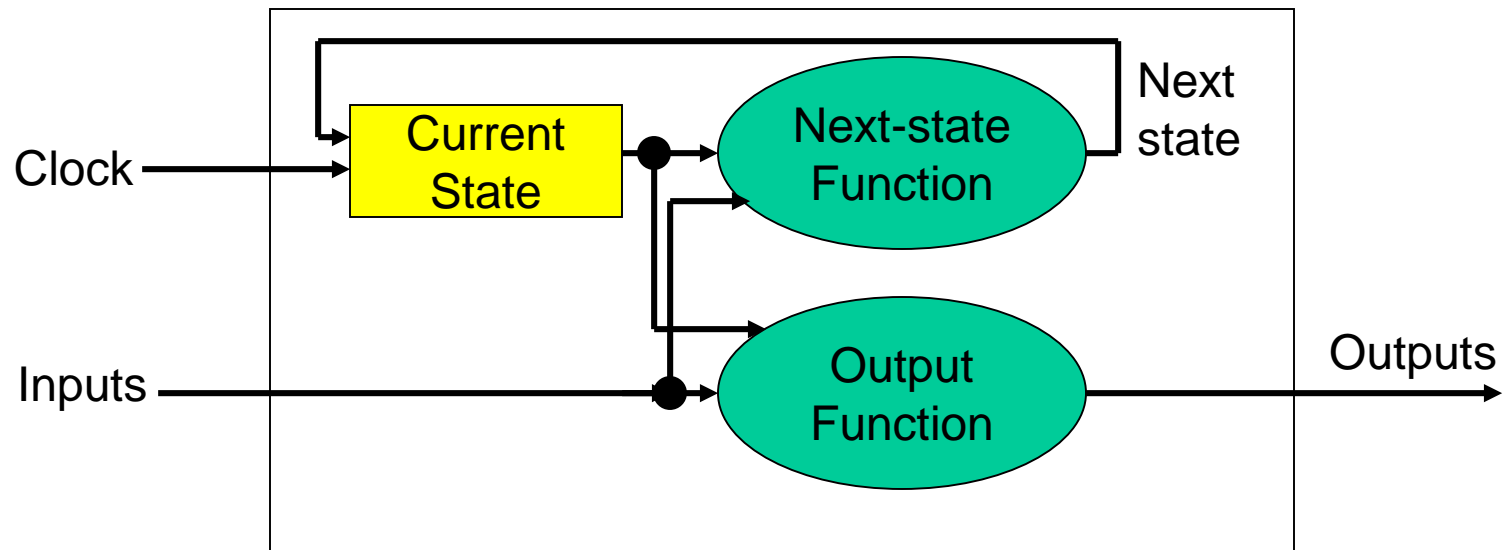 Clock
Current
State
Next-state
Function
Next
state
Inputs
Output
Function
Outputs